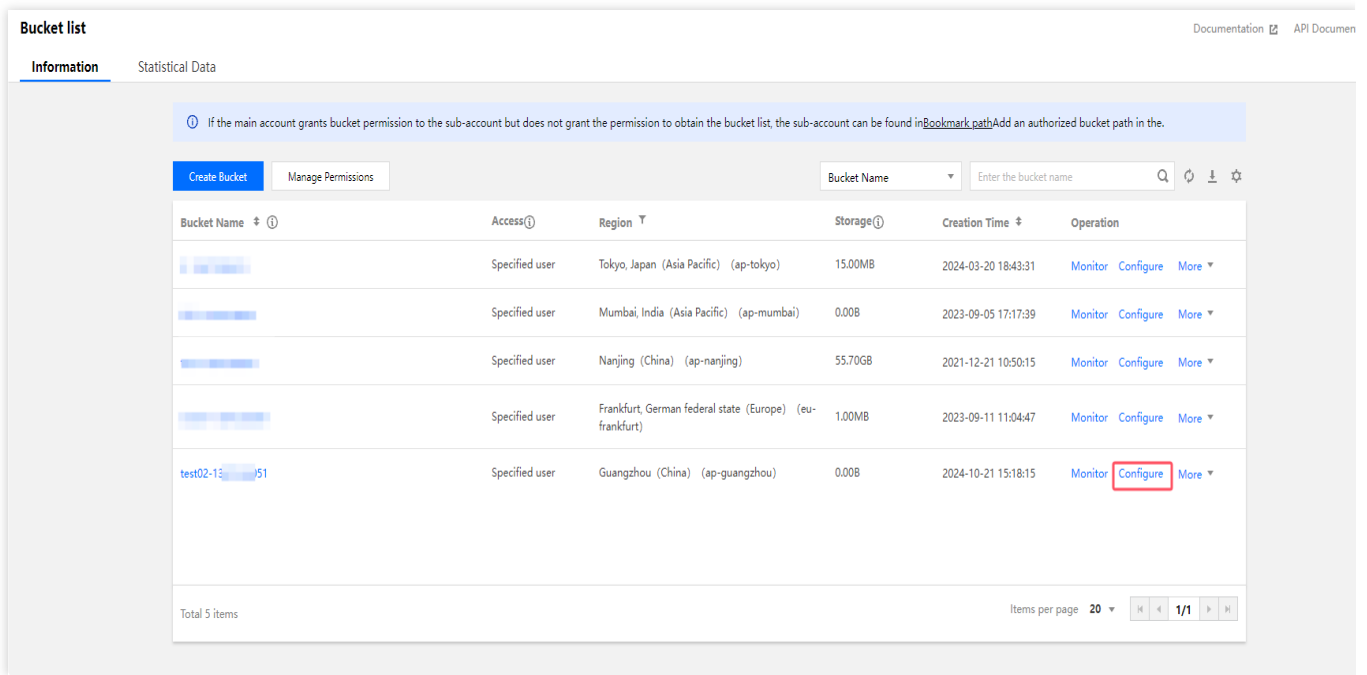 Bucket list
Documentation API Documen
Information Statistical Data
If the main account grants bucket permission to the sub-account but does not grant the permission to obtain the bucket list, the sub-account can be found inBookmark pathAdd an authorized bucket path in the.
Create Bucket Manage Permissions Bucket Name Enter the bucket name
Bucket Name Access Region Storage Creation Time Operation
Specified user Tokyo, Japan (Asia Pacific) (ap-tokyo) 15.00MB 2024-03-20 18:43:31 Monitor Configure More
Specified user Mumbai, India (Asia Pacific) (ap-mumbai) 0.00B 2023-09-05 17:17:39 Monitor Configure More
Specified user Nanjing (China) (ap-nanjing) 55.70GB 2021-12-21 10:50:15 Monitor Configure More
Specified user Frankfurt, German federal state (Europe) (eu-
frankfurt) 1.00MB 2023-09-11 11:04:47 Monitor Configure More
Specified user Guangzhou (China) (ap-guangzhou) 0.00B 2024-10-21 15:18:15 Monitor Configure More
Total 5 items Items per page 20 1/1